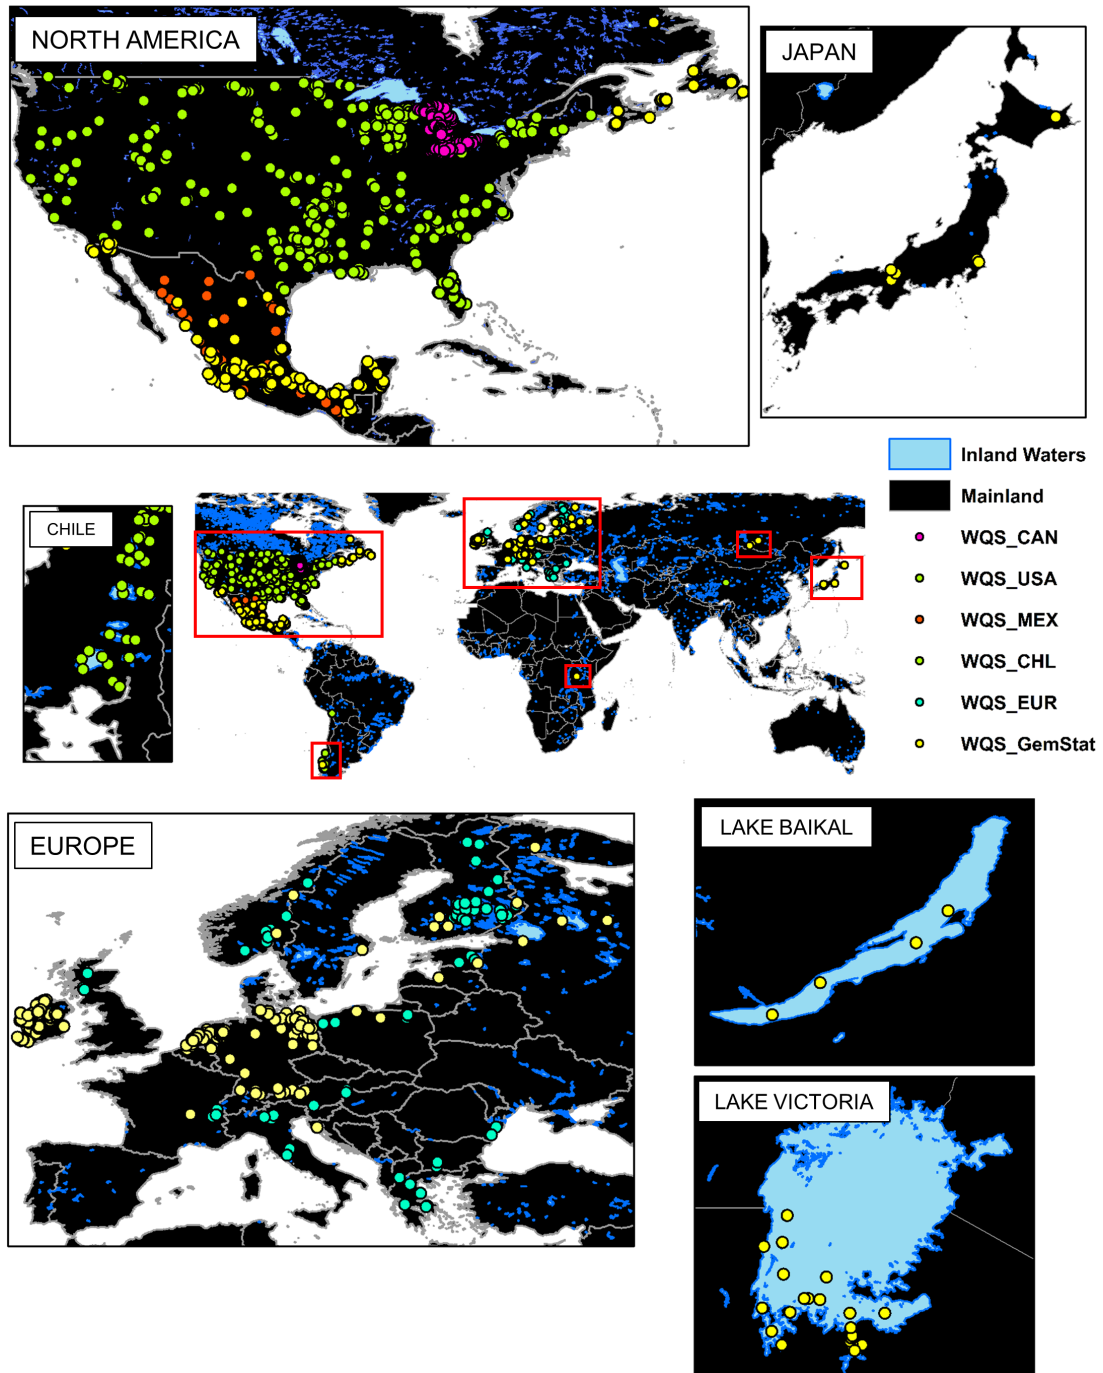 NORTH AMERICA
JAPAN
Inland Waters
Mainland
WQS_CAN
WQS_USA
WQS_MEX
WQS_CHL
WQS_EUR
WQS_GemStat
CHILE
EUROPE
LAKE BAIKAL
LAKE VICTORIA